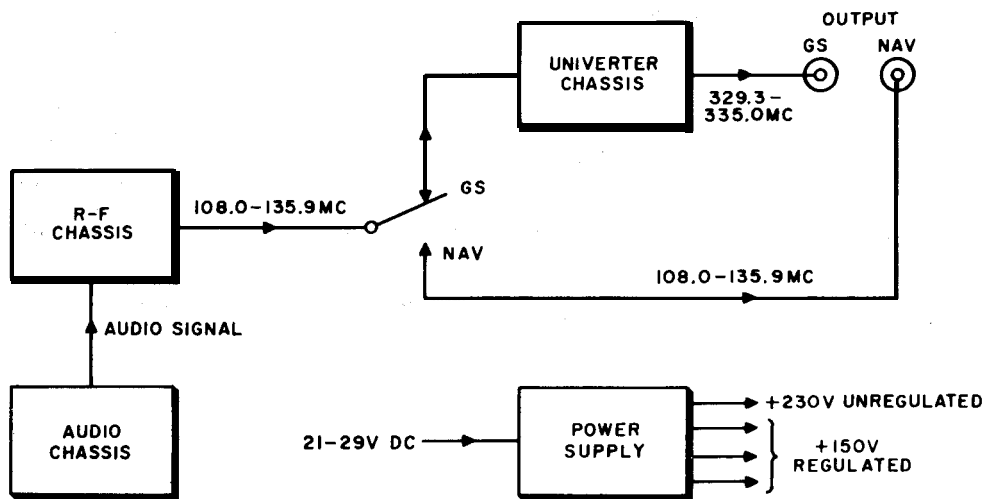 OUTPUT
GS
NAV
UNIVERTER
CHASSIS
329.3-
335.0MC
R-F
CHASSIS
108.0-135.9MC
GS
NAV
108.0-135.9MC
AUDIO SIGNAL
AUDIO
CHASSIS
21-29V DC
POWER
SUPPLY
+230V UNREGULATED
+150V
REGULATED